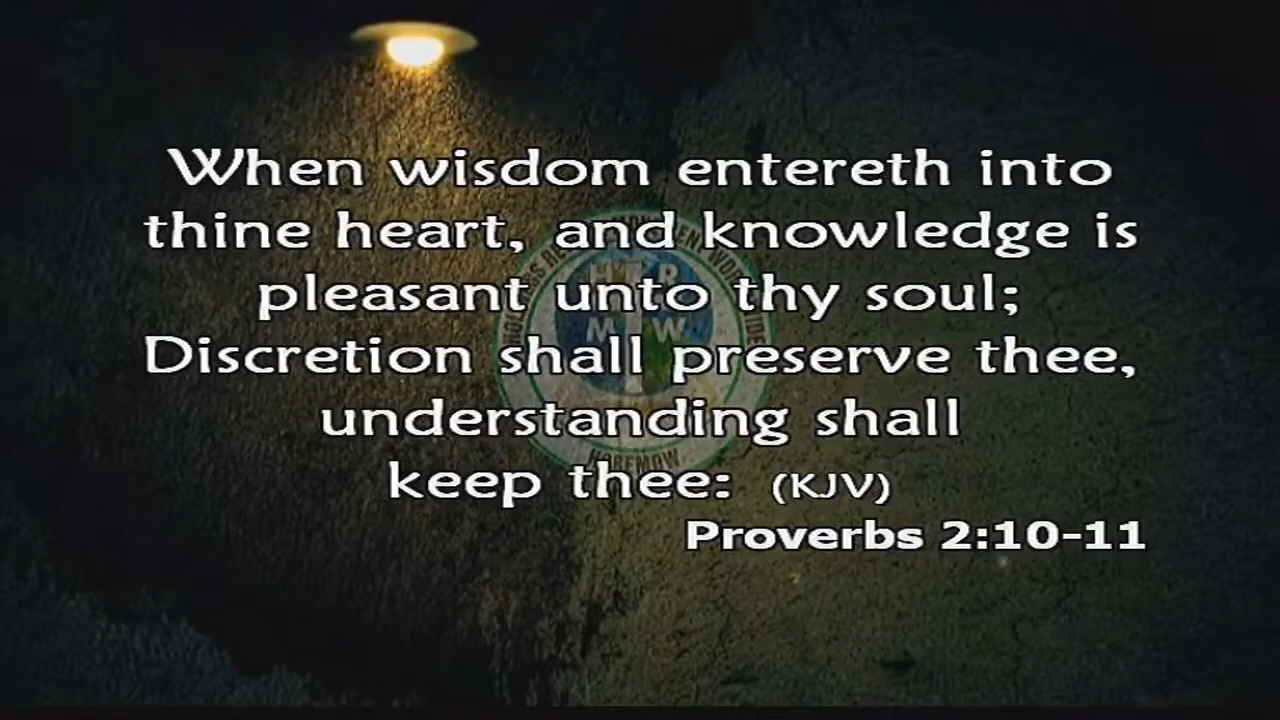 When wisdom entereth into
thine heart, and knowledge is
pleasant unto thy soul;
Discretion shall preserve thee,
understanding shall
keep thee: (KJV)
Proverbs 2:10-11
HOREMOW